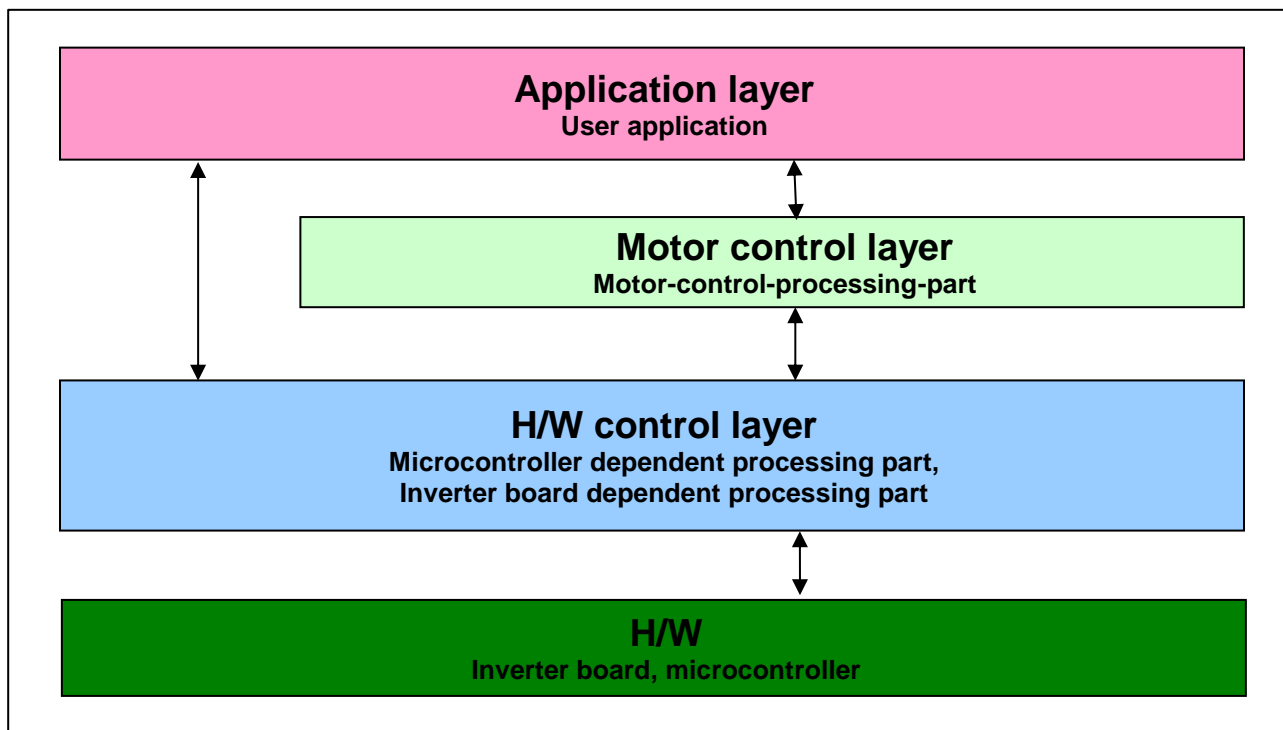 Application layer
User application
Motor control layer
Motor-control-processing-part
H/W control layer
Microcontroller dependent processing part,
Inverter board dependent processing part
H/W
Inverter board, microcontroller